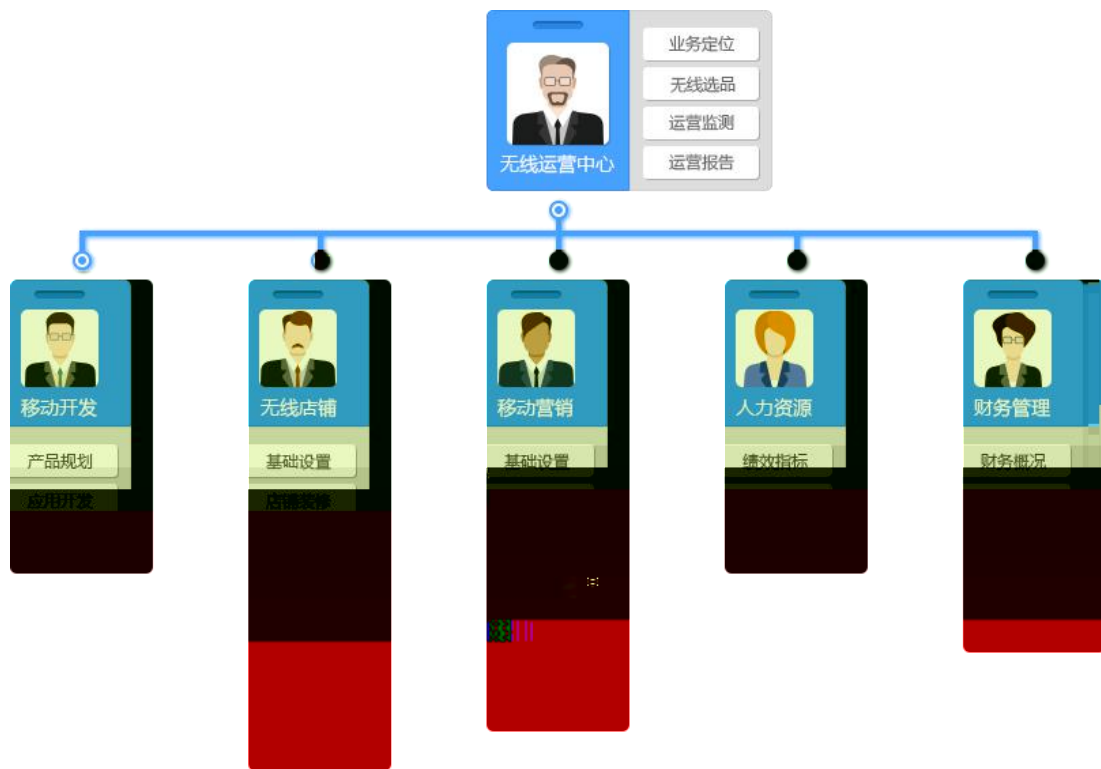 业务定位
无线选品
运营监测
运营报告
无线运营中心
移动开发
无线店铺
移动营销
人力资源
财务管理
产品规划
基础设置
基础设置
绩效指标
财务概况
应用开发
店铺装修